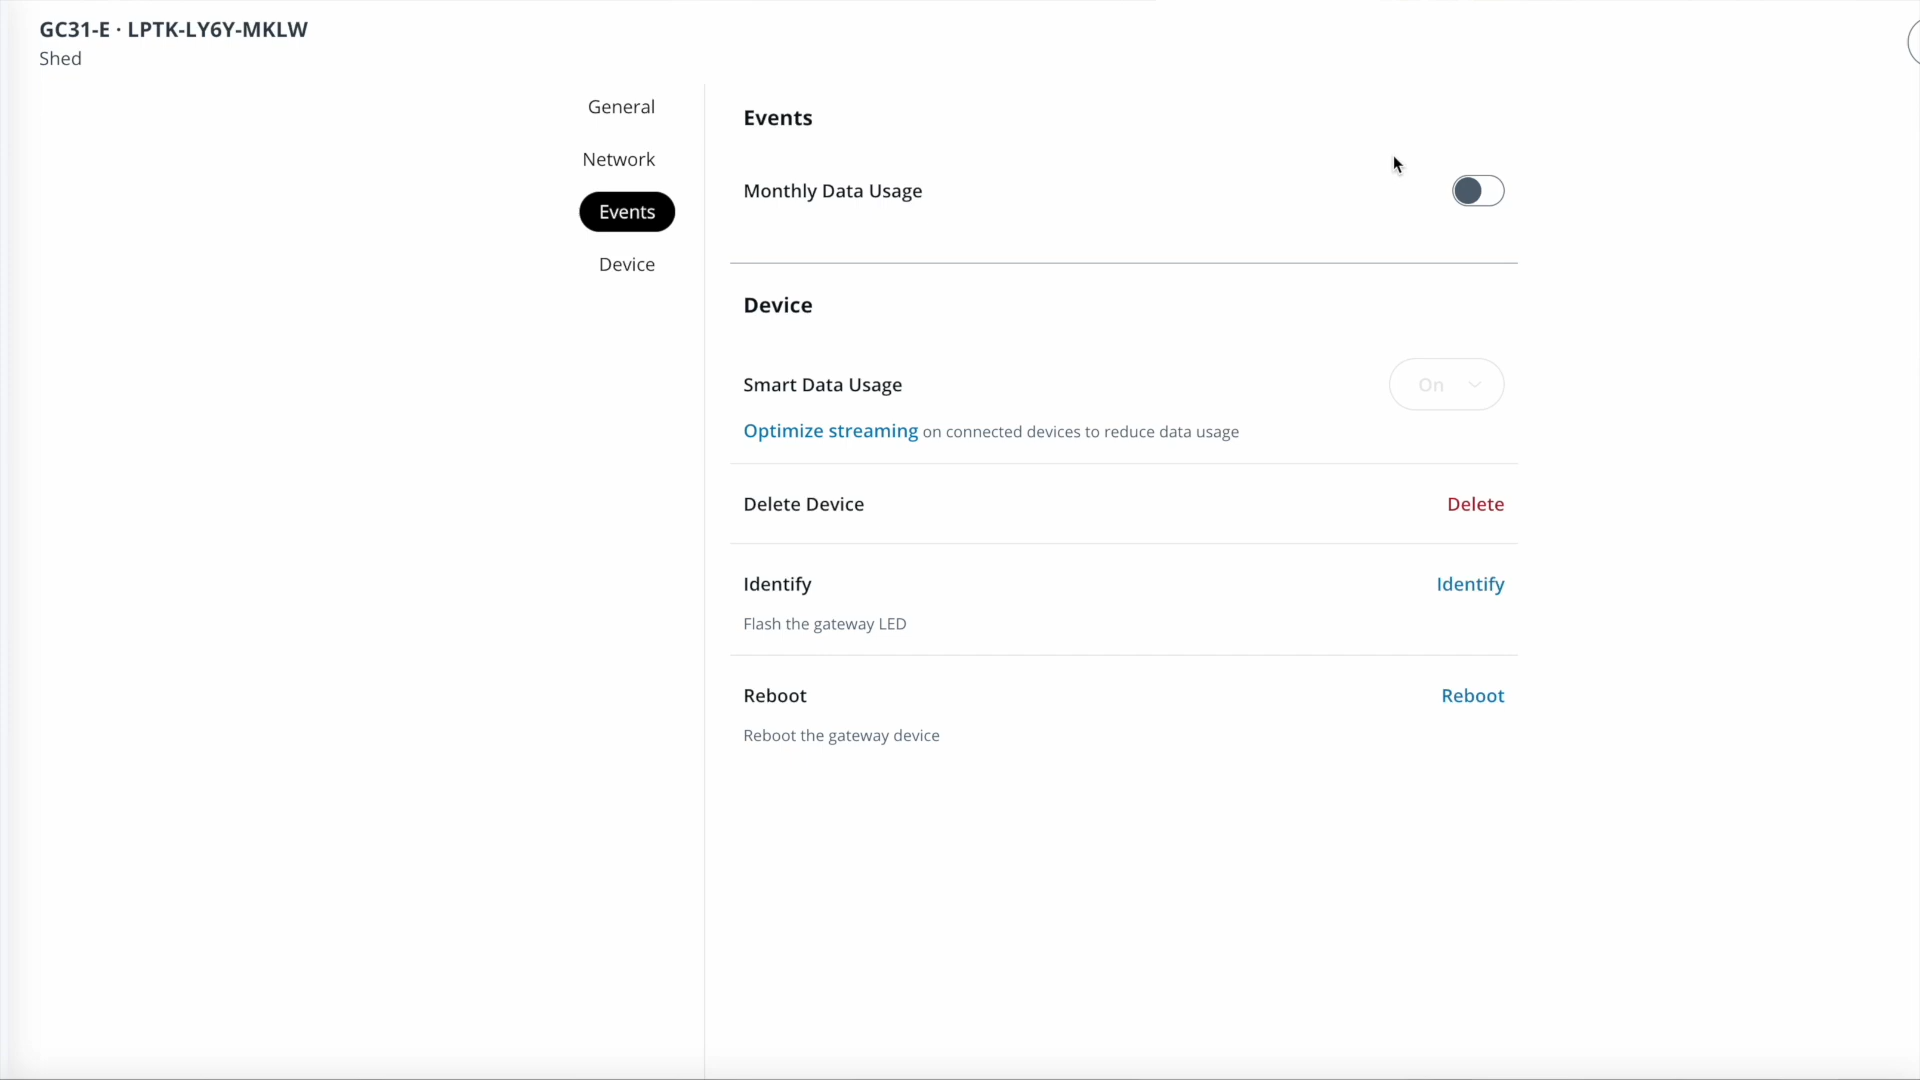 GC31-E · LPTK-LY6Y-MKLW
Shed
General
Network
Events
Device
Events
Monthly Data Usage
Device
Smart Data Usage
On
Optimize streaming on connected devices to reduce data usage
Delete Device
Delete
Identify
Identify
Flash the gateway LED
Reboot
Reboot
Reboot the gateway device